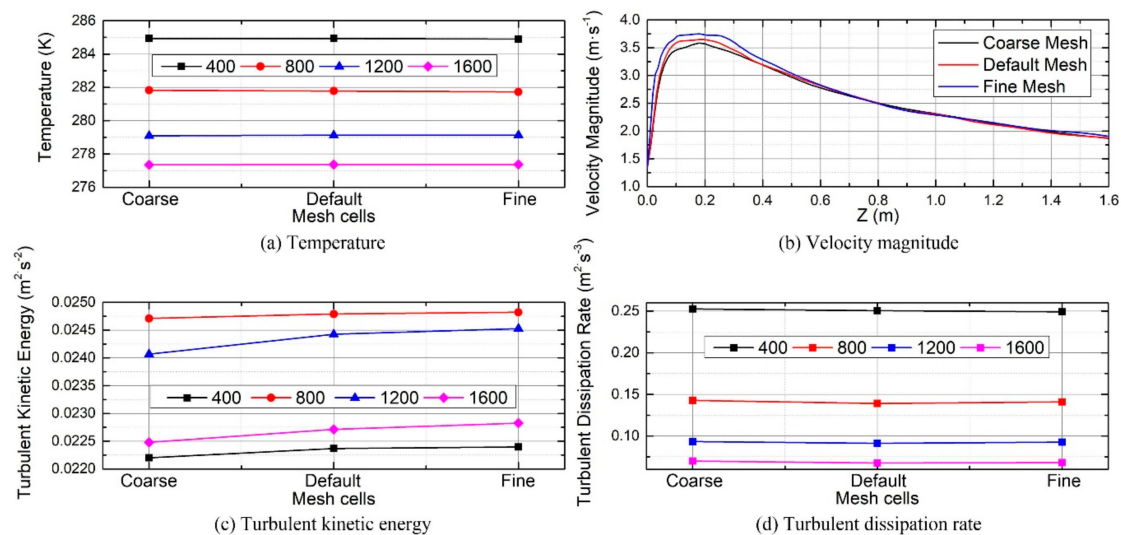 Temperature (K)
286
284
282
280
278
276
400 800 1200 1600
Coarse Default Fine
Mesh cells
(a) Temperature
Velocity Magnitude (m·s-1)
4.0
3.5
3.0
2.5
2.0
1.5
1.0
Coarse Mesh
Default Mesh
Fine Mesh
0.0 0.2 0.4 0.6 0.8 1.0 1.2 1.4 1.6
Z (m)
(b) Velocity magnitude
Turbulent Kinetic Energy (m2·s-2)
0.0250
0.0245
0.0240
0.0235
0.0230
0.0225
0.0220
400 800 1200 1600
Coarse Default Fine
Mesh cells
(c) Turbulent kinetic energy
Turbulent Dissipation Rate (m2·s-3)
0.25
0.20
0.15
0.10
400 800 1200 1600
Coarse Default Fine
Mesh cells
(d) Turbulent dissipation rate